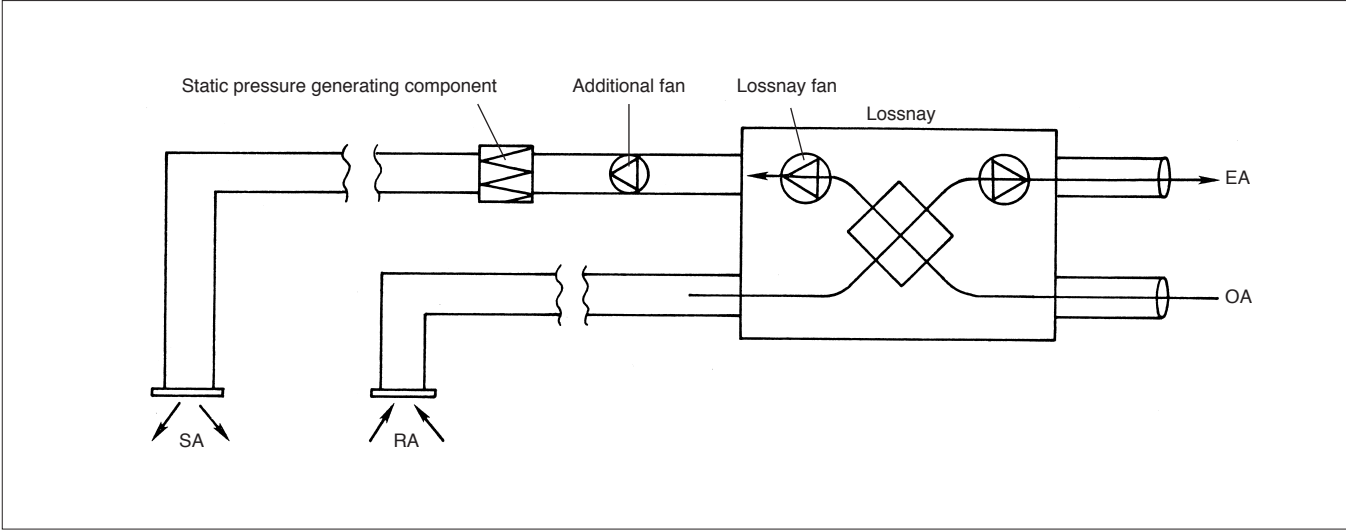 Static pressure generating component
Additional fan
Lossnay fan
Lossnay
EA
OA
SA
RA